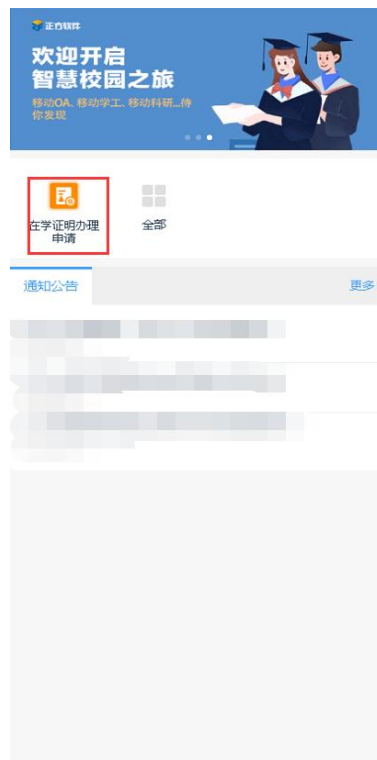 正方软件
欢迎开启
智慧校园之旅
移动OA、移动学工、移动科研...待
你发现
在学证明办理
申请
全部
通知公告
更多